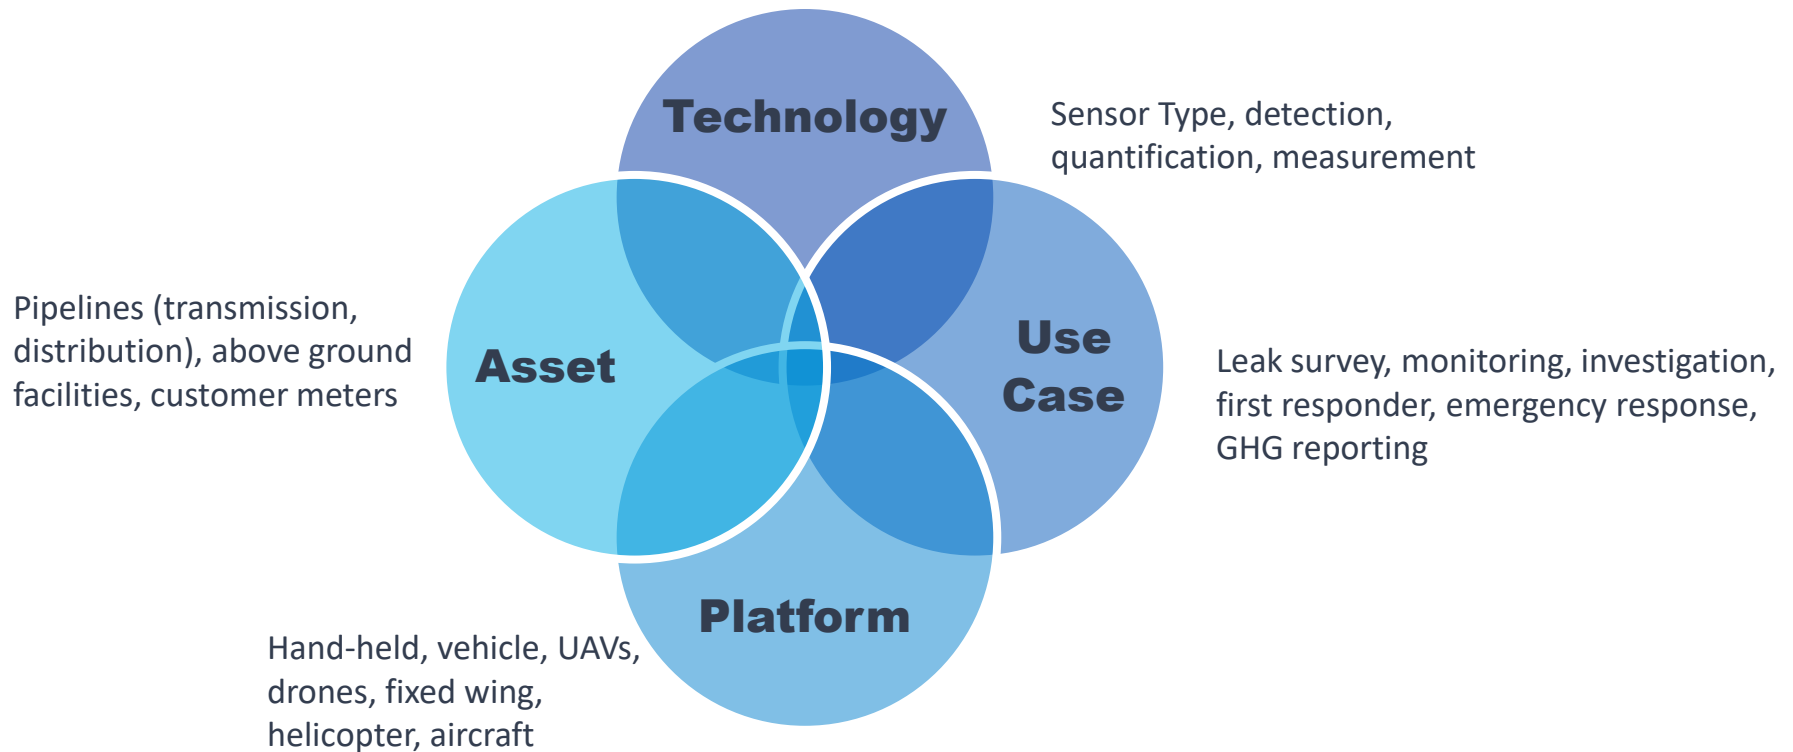 Technology
Sensor Type, detection,
quantification, measurement
Pipelines (transmission,
distribution), above ground
facilities, customer meters
Asset
Use
Case
Leak survey, monitoring, investigation,
first responder, emergency response,
GHG reporting
Platform
Hand-held, vehicle, UAVs,
drones, fixed wing,
helicopter, aircraft